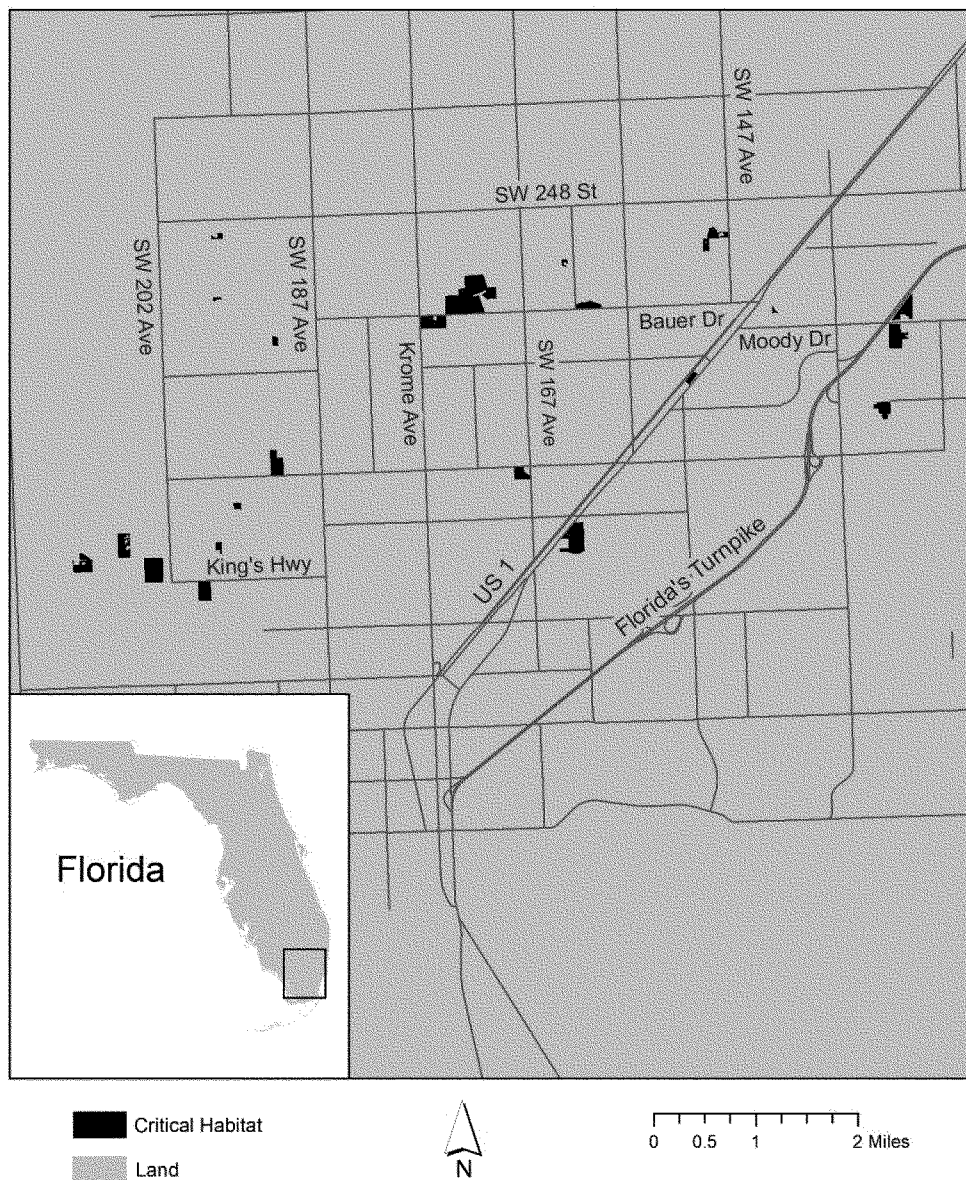 SW 147 Ave
SW 248 St
SW 202 Ave
SW 187 Ave
Bauer Dr
Moody Dr
Krome Ave
SW 167 Ave
King's Hwy
US 1
Florida's Turnpike
Florida
Critical Habitat
Land
N
0 0.5 1 2 Miles